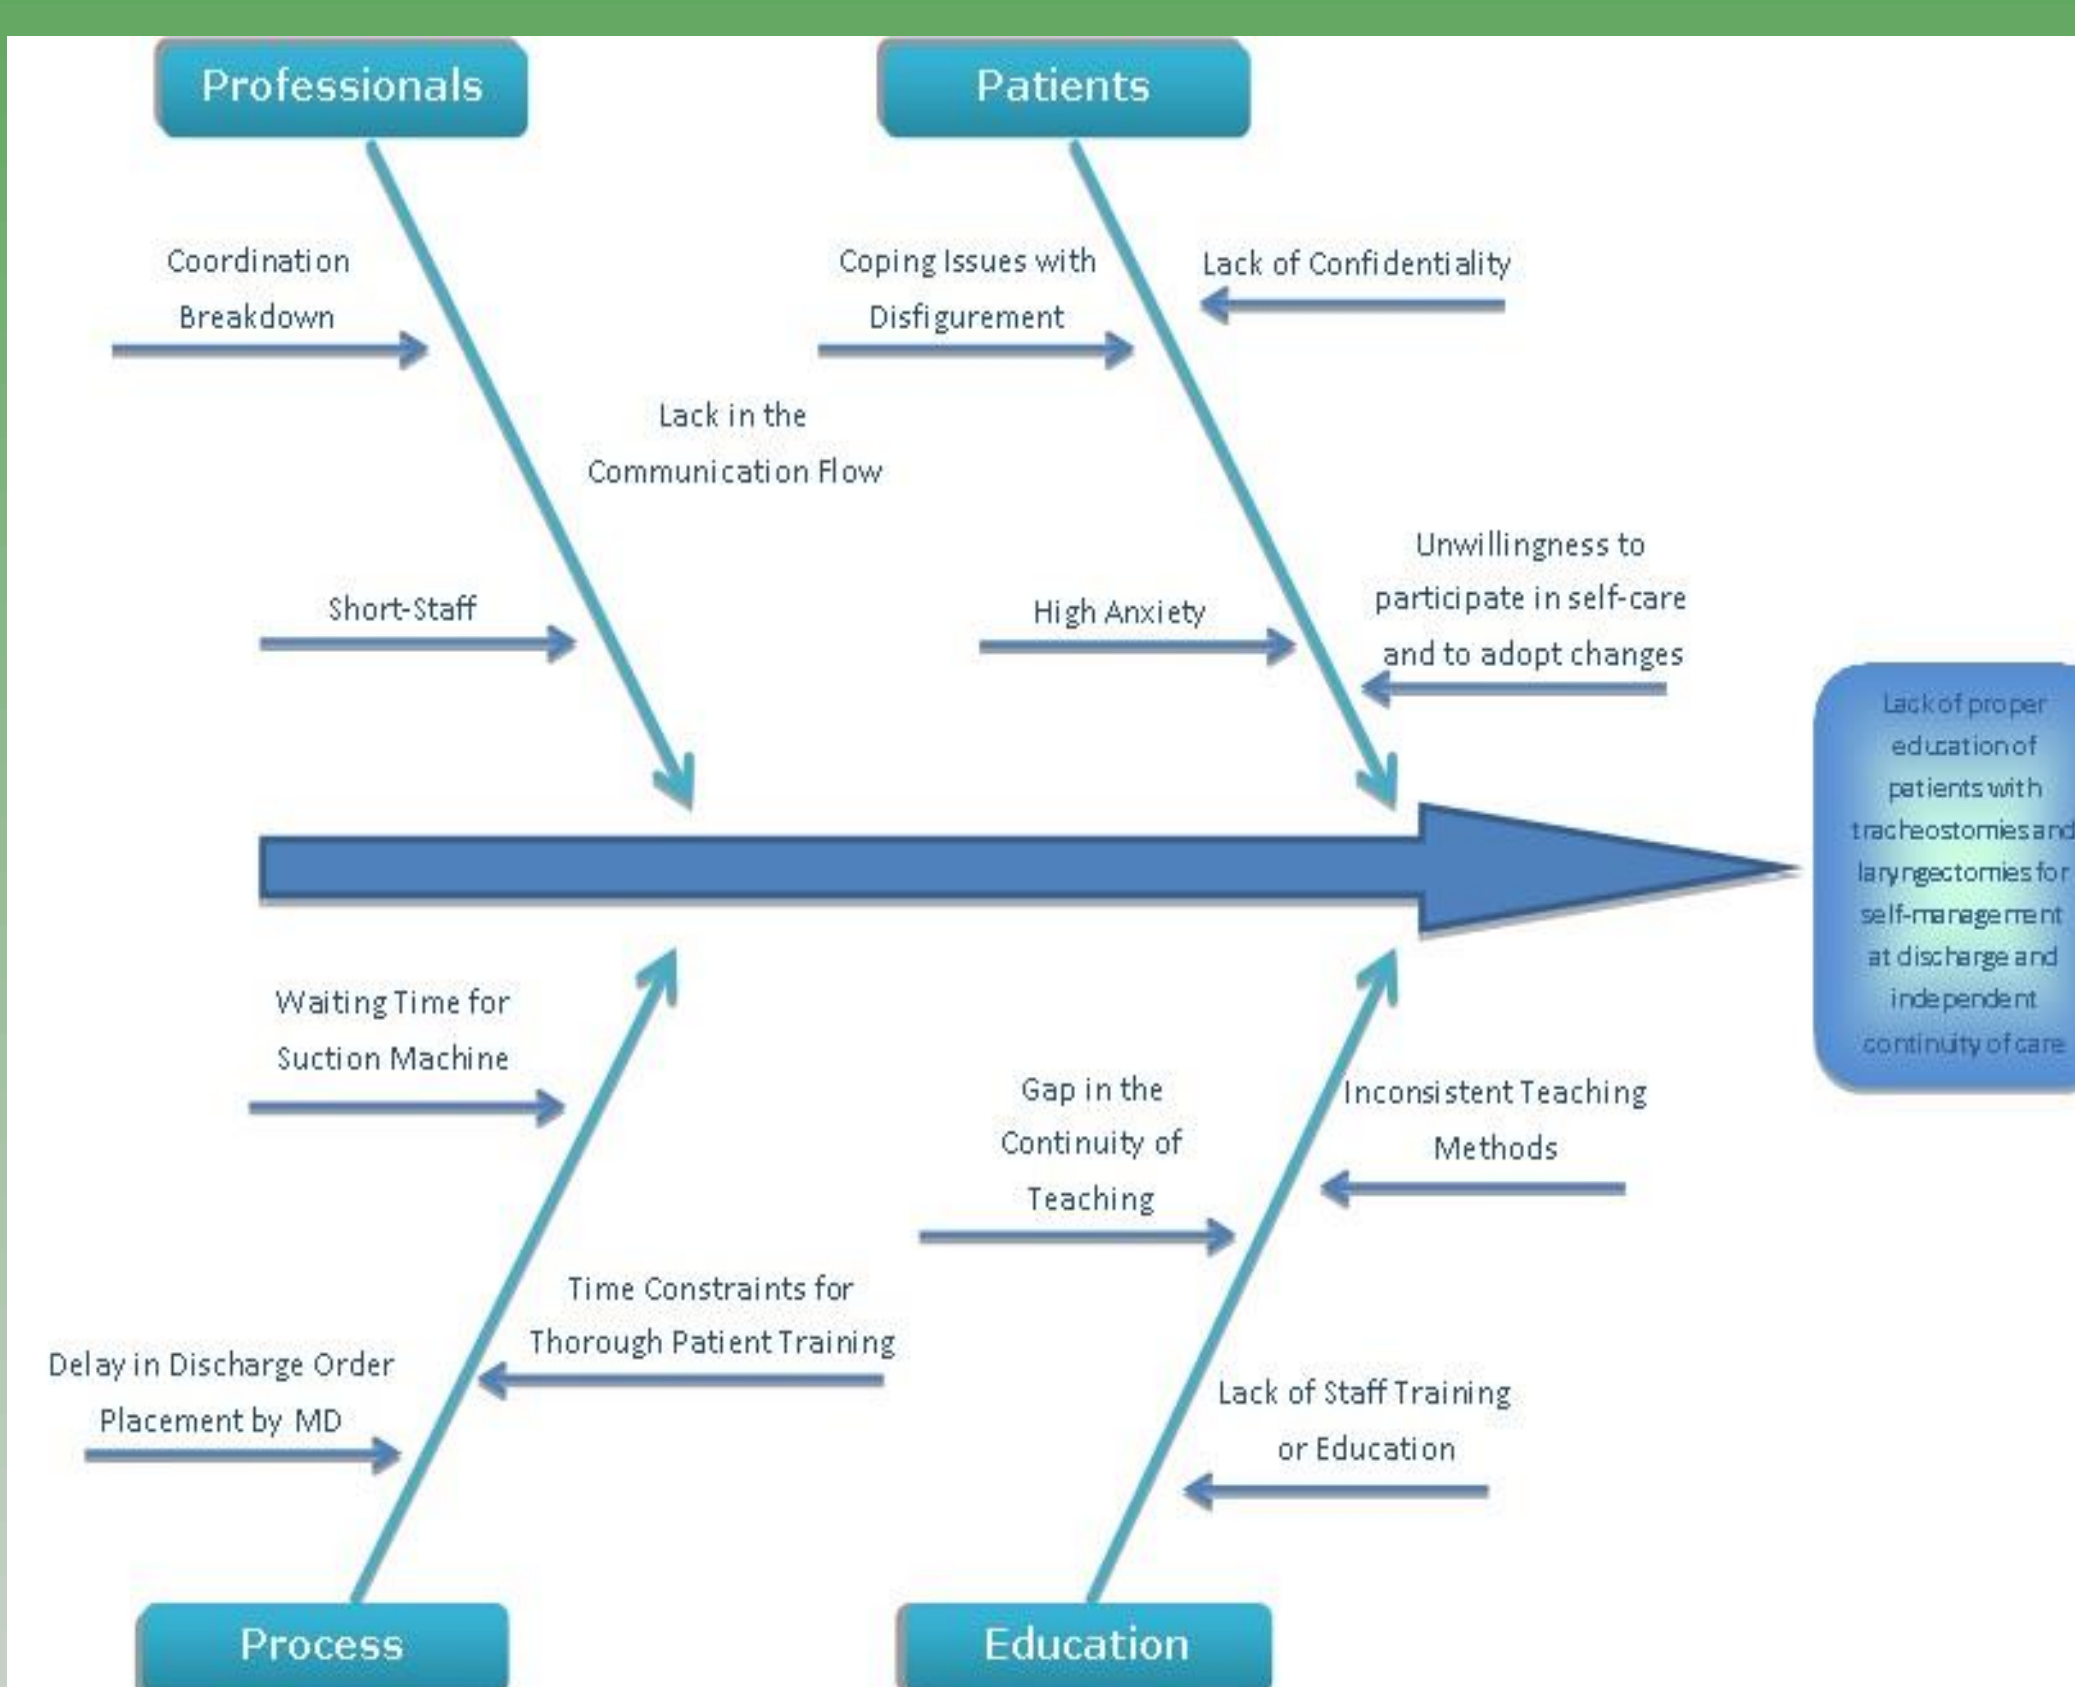 Professionals
Patients
Coordination
Breakdown
Coping Issues with
Disfigurement
Lack of Confidentiality
Lack in the
Communication Flow
Short-Staff
High Anxiety
Unwillingness to
participate in self-care
and to adopt changes
Lack of proper
education of
patients with
tracheostomies and
laryngectomies for
self-management
at discharge and
independent
continuity of care
Waiting Time for
Suction Machine
Gap in the
Continuity of
Teaching
Inconsistent Teaching
Methods
Time Constraints for
Thorough Patient Training
Delay in Discharge Order
Placement by MD
Lack of Staff Training
or Education
Process
Education